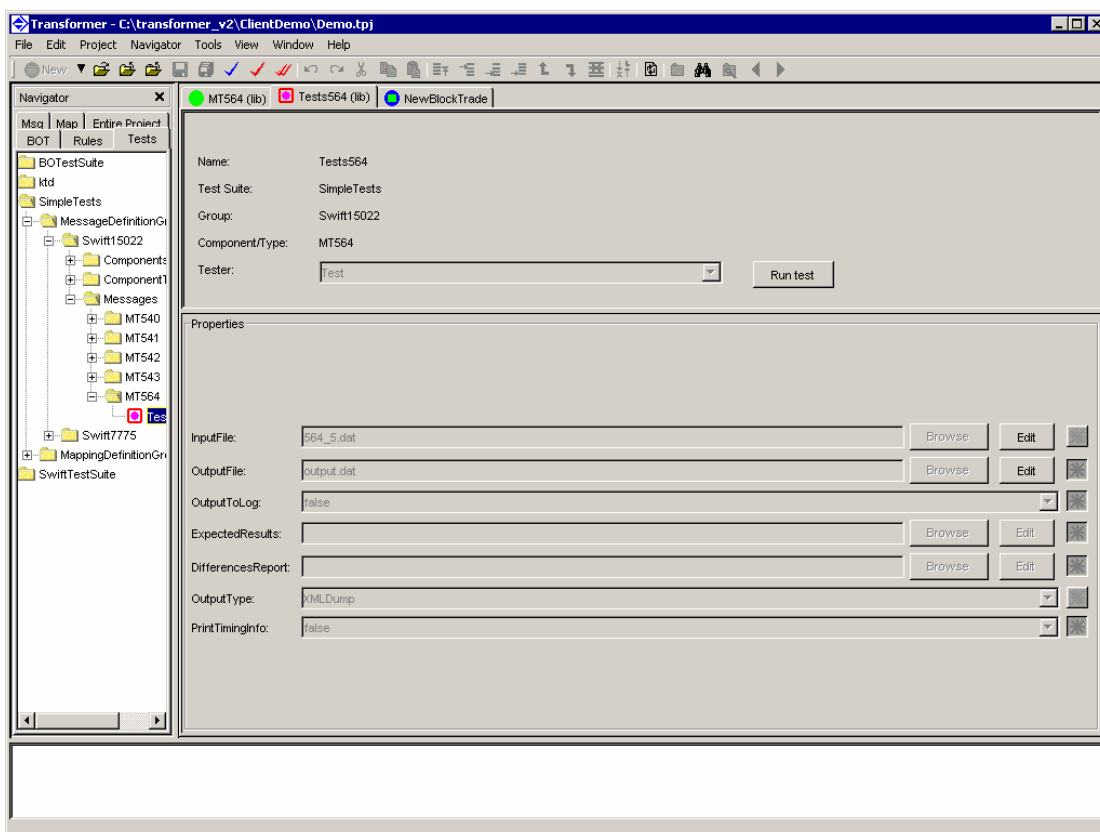 Transformer - C:\transformer_v2\ClientDemo\Demo.tpj
File Edit Project Navigator Tools View Window Help
New
Navigator
MT564 (lib) Tests564 (lib) NewBlockTrade
Msg Map Entire Project
BOT Rules Tests
BOTestSuite
ktd
SimpleTests
MessageDefinitionGr
Swift15022
Components
ComponentT
Messages
MT540
MT541
MT542
MT543
MT564
Tes
Swift7775
MappingDefinitionGr
SwiftTestSuite
Name: Tests564
Test Suite: SimpleTests
Group: Swift15022
Component/Type: MT564
Tester: Test Run test
Properties
InputFile: 564_5.dat Browse Edit
OutputFile: output.dat Browse Edit
OutputToLog: false
ExpectedResults: Browse Edit
DifferencesReport: Browse Edit
OutputType: XMLDump
PrintTimingInfo: false